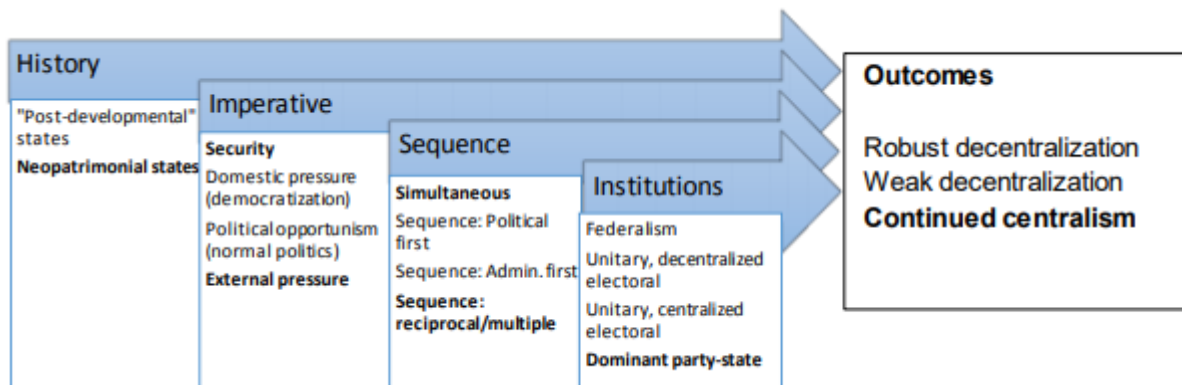 History
"Post-developmental"
states
Neopatrimonial states
Imperative
Security
Domestic pressure
(democratization)
Political opportunism
(normal politics)
External pressure
Sequence
Simultaneous
Sequence: Political
first
Sequence: Admin. first
Sequence:
reciprocal/multiple
Institutions
Federalism
Unitary, decentralized
electoral
Unitary, centralized
electoral
Dominant party-state
Outcomes
Robust decentralization
Weak decentralization
Continued centralism